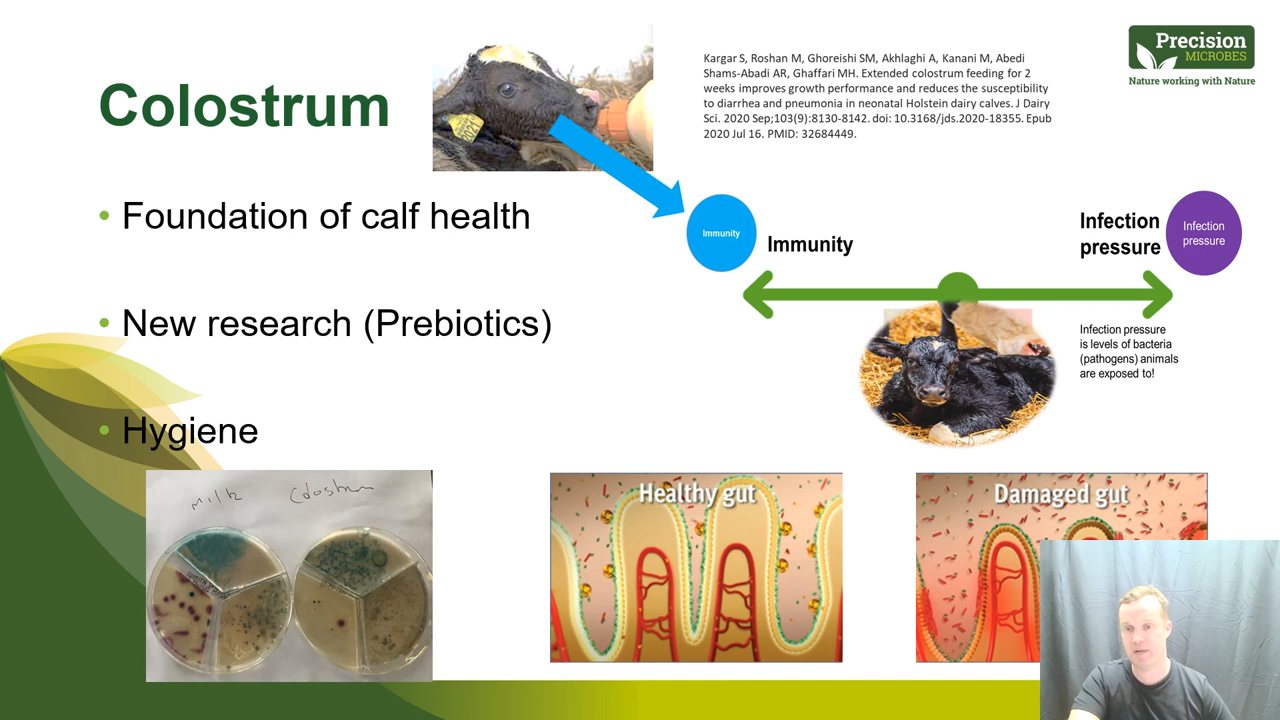 Colostrum
Kargar S, Roshan M, Ghoreishi SM, Akhlaghi A, Kanani M, Abedi
Shams-Abadi AR, Ghaffari MH. Extended colostrum feeding for 2
weeks improves growth performance and reduces the susceptibility
to diarrhea and pneumonia in neonatal Holstein dairy calves. J Dairy
Sci. 2020 Sep;103(9):8130-8142. doi: 10.3168/jds.2020-18355. Epub
2020 Jul 16. PMID: 32684449.
Precision
MICROBES
Nature working with Nature
• Foundation of calf health
• New research (Prebiotics)
• Hygiene
Immunity
Immunity
Infection
pressure
Infection
pressure
Infection pressure
is levels of bacteria
(pathogens) animals
are exposed to!
Milk Colostrum
Healthy gut
Damaged gut